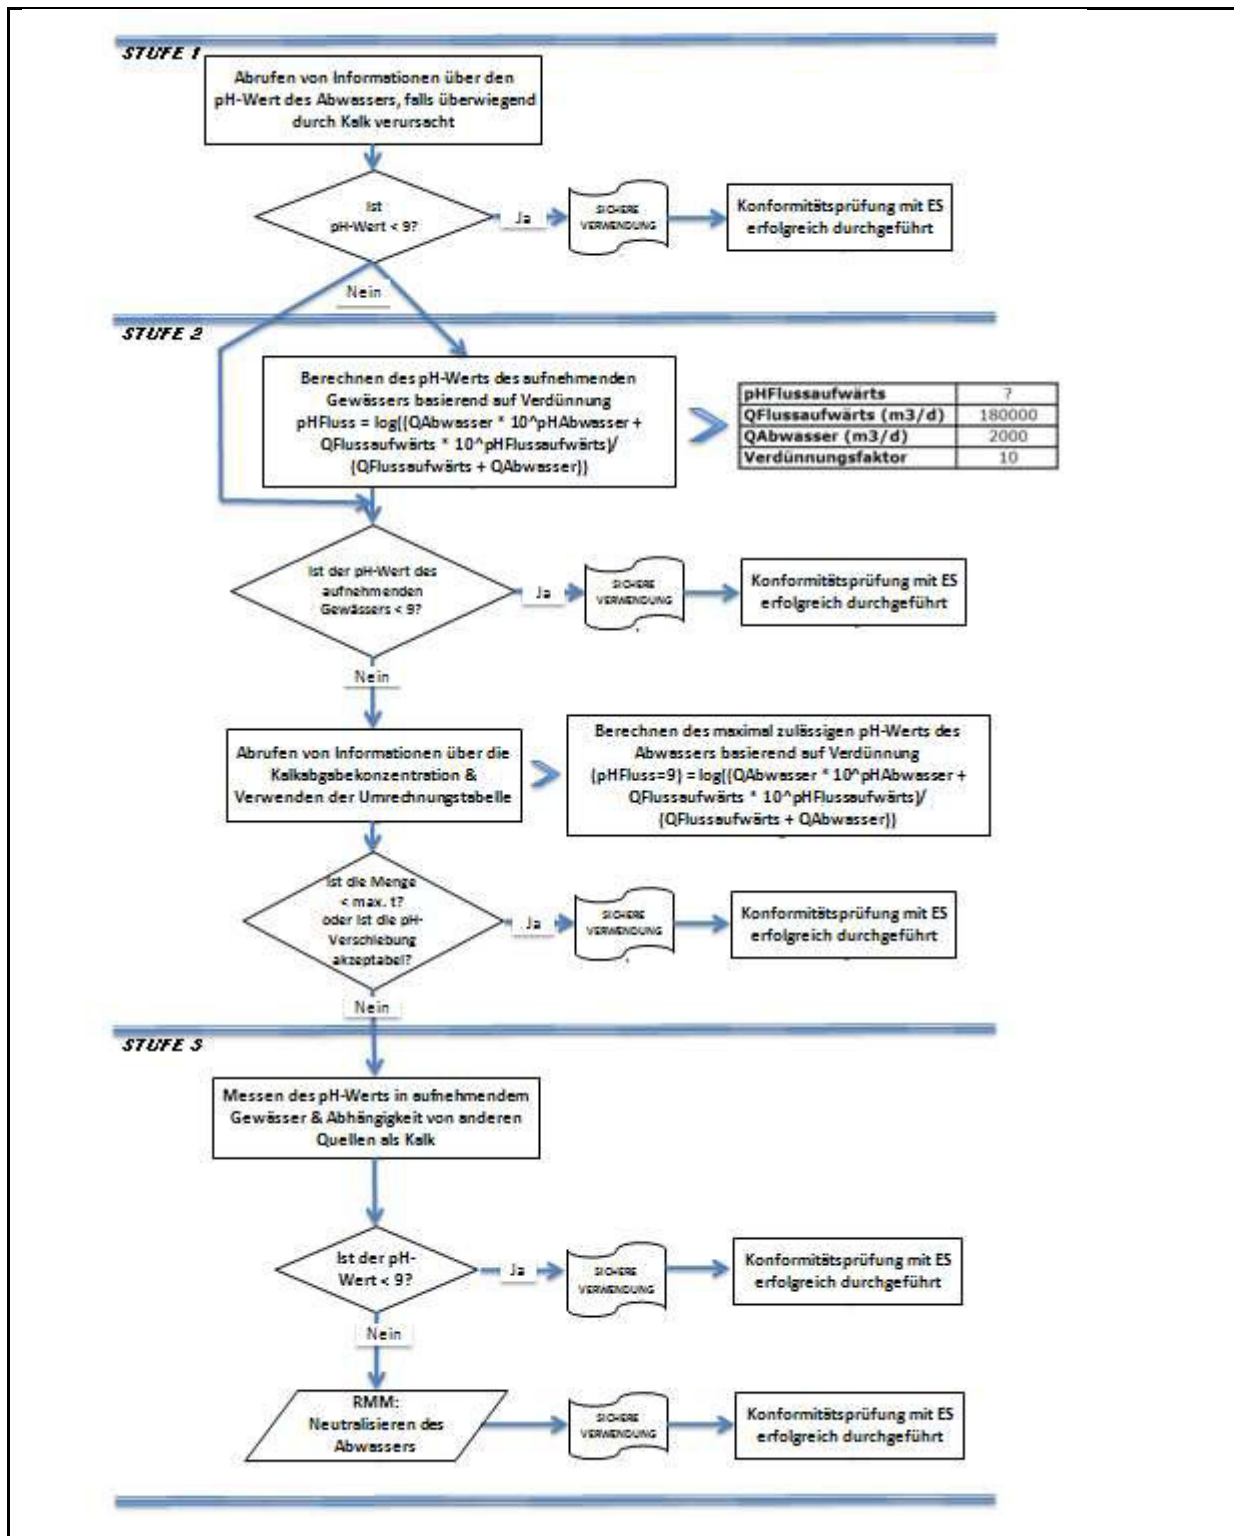 STUFE 1
Abrufen von Informationen über den
pH-Wert des Abwassers, falls überwiegend
durch Kalk verursacht
Ist
pH-Wert < 9?
Ja
SICHERE
VERWENDUNG
Konformitätsprüfung mit ES
erfolgreich durchgeführt
Nein
STUFE 2
Berechnen des pH-Werts des aufnehmenden
Gewässers basierend auf Verdünnung
pHFluss = log((QAbwasser * 10^pHAbwasser +
QFlussaufwärts * 10^pHFlussaufwärts)/
(QFlussaufwärts + QAbwasser))
pHFlussaufwärts ?
QFlussaufwärts (m3/d) 180000
QAbwasser (m3/d) 2000
Verdünnungsfaktor 10
Ist der pH-Wert des
aufnehmenden
Gewässers < 9?
Ja
SICHERE
VERWENDUNG
Konformitätsprüfung mit ES
erfolgreich durchgeführt
Nein
Abrufen von Informationen über die
Kalkabgabekonzentration &
Verwenden der Umrechnungstabelle
Berechnen des maximal zulässigen pH-Werts des
Abwassers basierend auf Verdünnung
(pHFluss=9) = log((QAbwasser * 10^pHAbwasser +
QFlussaufwärts * 10^pHFlussaufwärts)/
(QFlussaufwärts + QAbwasser))
Ist die Menge
< max. t?
oder ist die pH-
Verschiebung
akzeptabel?
Ja
SICHERE
VERWENDUNG
Konformitätsprüfung mit ES
erfolgreich durchgeführt
Nein
STUFE 3
Messen des pH-Werts in aufnehmendem
Gewässer & Abhängigkeit von anderen
Quellen als Kalk
Ist der pH-
Wert < 9?
Ja
SICHERE
VERWENDUNG
Konformitätsprüfung mit ES
erfolgreich durchgeführt
Nein
RMM:
Neutralisieren des
Abwassers
SICHERE
VERWENDUNG
Konformitätsprüfung mit ES
erfolgreich durchgeführt